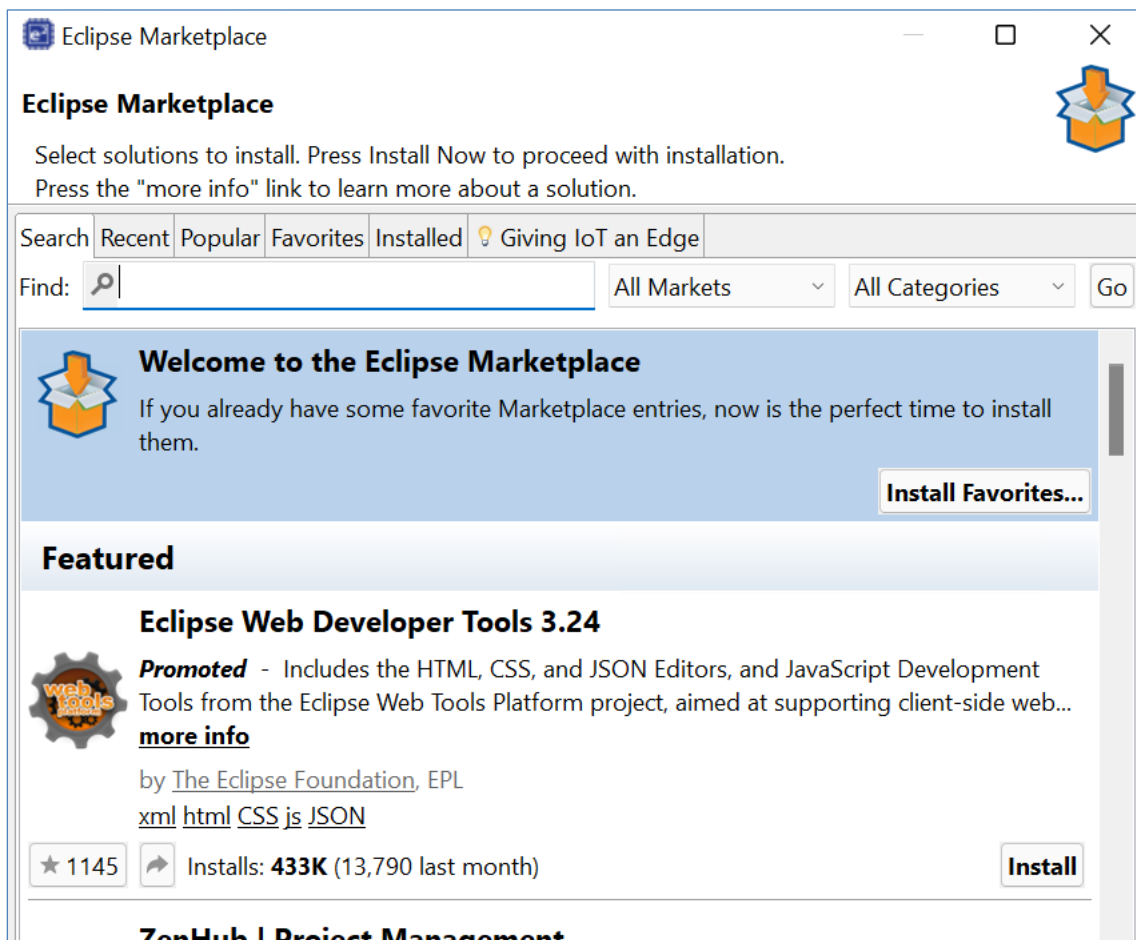 Eclipse Marketplace
Eclipse Marketplace
Select solutions to install. Press Install Now to proceed with installation.
Press the "more info" link to learn more about a solution.
Search Recent Popular Favorites Installed Giving IoT an Edge
Find: All Markets All Categories Go
Welcome to the Eclipse Marketplace
If you already have some favorite Marketplace entries, now is the perfect time to install
them.
Install Favorites...
Featured
Eclipse Web Developer Tools 3.24
Promoted - Includes the HTML, CSS, and JSON Editors, and JavaScript Development
Tools from the Eclipse Web Tools Platform project, aimed at supporting client-side web...
more info
by The Eclipse Foundation, EPL
xml html CSS js JSON
1145 Installs: 433K (13,790 last month) Install
ZenHub | Project Management